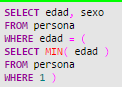 SELECT edad, sexo
FROM persona
WHERE edad = (
SELECT MIN( edad )
FROM persona
WHERE 1 )